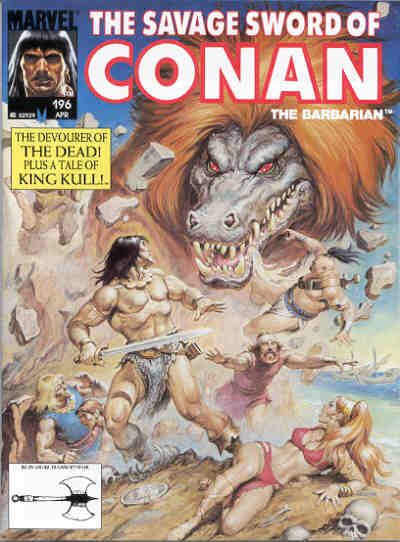 MARVEL
THE SAVAGE SWORD OF
CONAN
THE BARBARIAN™
196
APR
THE DEVOURER OF
THE DEAD!
PLUS A TALE OF
KING KULL!